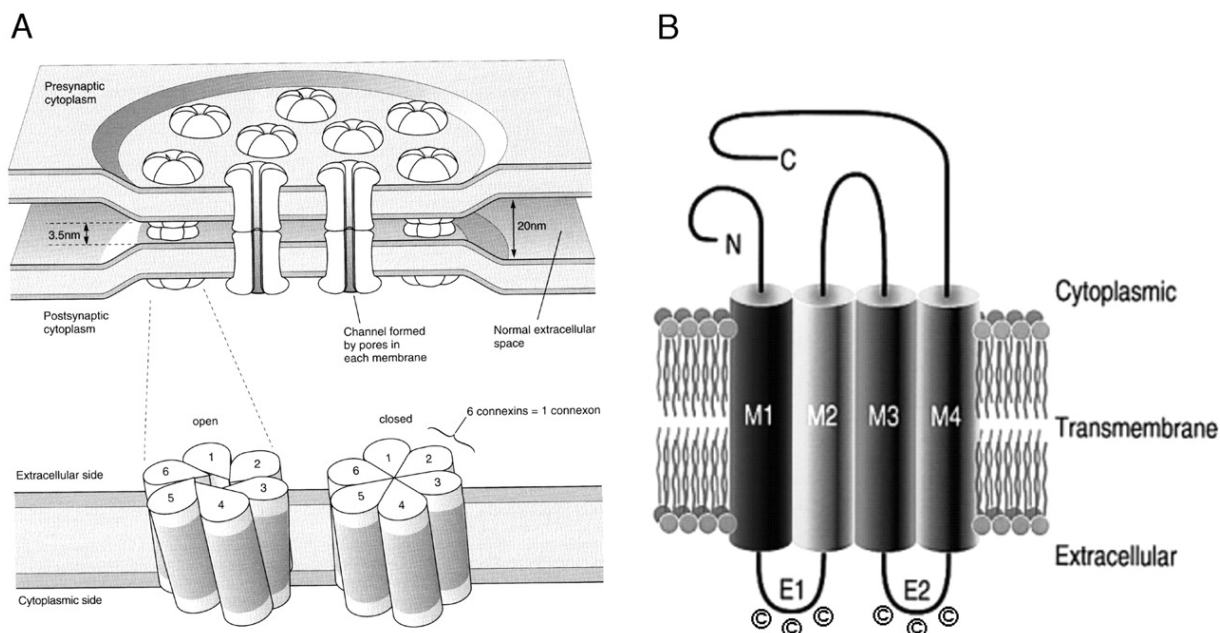 A
Presynaptic
cytoplasm
3.5nm
20nm
Postsynaptic
cytoplasm
Channel formed
by pores in
each membrane
Normal extracellular
space
6 connexins = 1 connexon
open
closed
Extracellular side
1
2
3
4
5
6
1
2
3
4
5
6
Cytoplasmic side
B
C
N
Cytoplasmic
M1
M2
M3
M4
Transmembrane
Extracellular
E1
E2
©
©
©
©
©
©